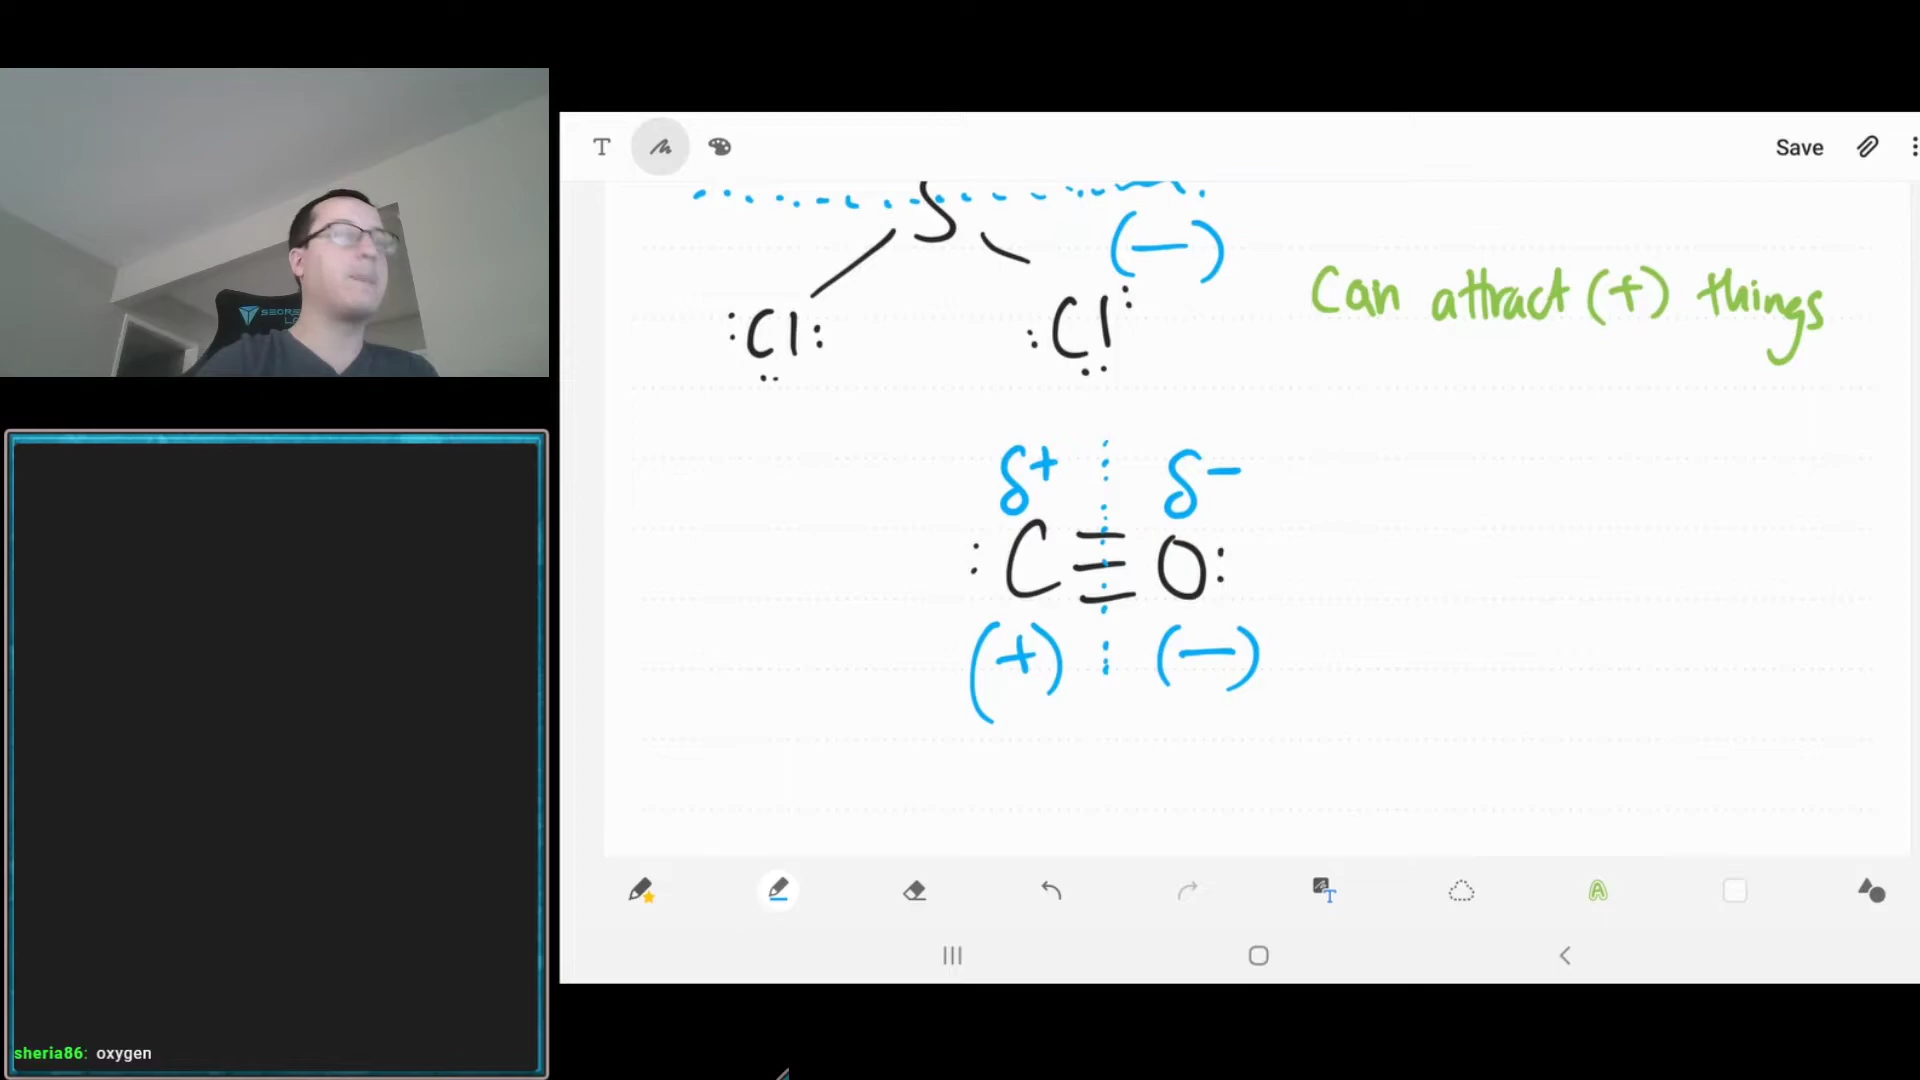 T
Save
S
(−)
:Cl:
:Cl:
Can attract (+) things
δ+ δ−
:C≡O:
(+) (−)
A
T
sheria86: oxygen